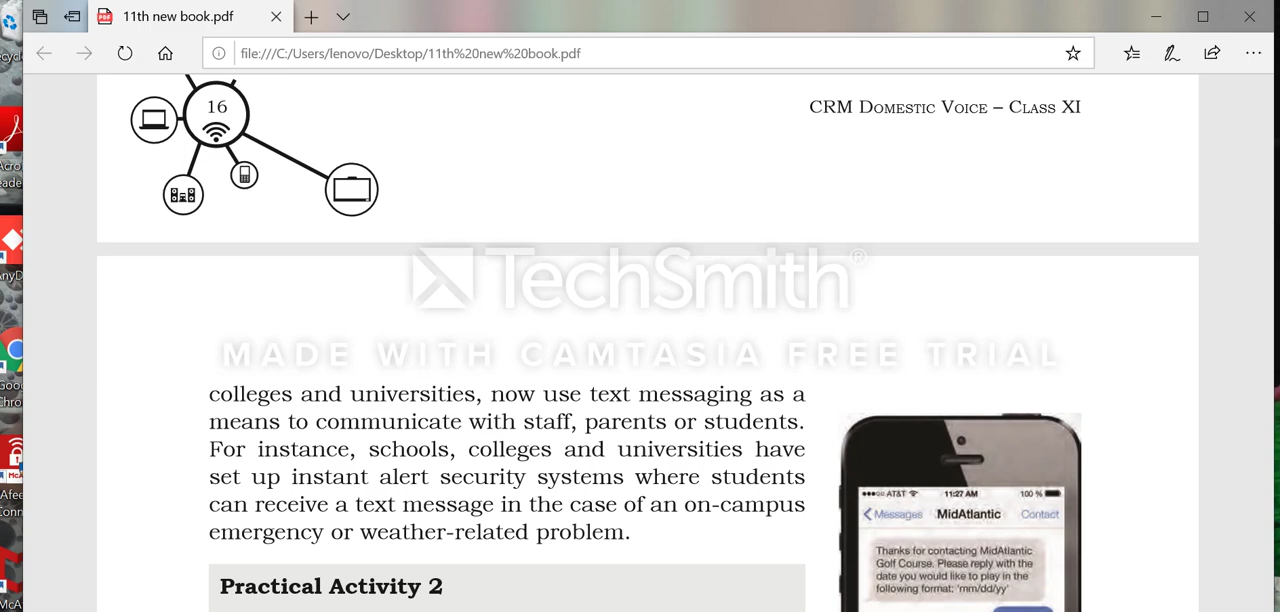 11th new book.pdf
file:///C:/Users/lenovo/Desktop/11th%20new%20book.pdf
16
CRM Domestic Voice – Class XI
TechSmith®
MADE WITH CAMTASIA FREE TRIAL
colleges and universities, now use text messaging as a
means to communicate with staff, parents or students.
For instance, schools, colleges and universities have
set up instant alert security systems where students
can receive a text message in the case of an on-campus
emergency or weather-related problem.
Practical Activity 2
AT&T 11:27 AM 100 %
Messages MidAtlantic Contact
Thanks for contacting MidAtlantic
Golf Course. Please reply with the
date you would like to play in the
following format; 'mm/dd/yy'